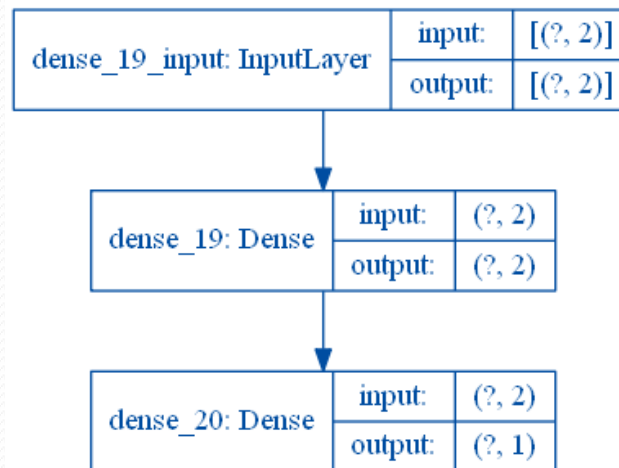 dense_19_input: InputLayer
input: [(?, 2)]
output: [(?, 2)]
dense_19: Dense
input: (?, 2)
output: (?, 2)
dense_20: Dense
input: (?, 2)
output: (?, 1)